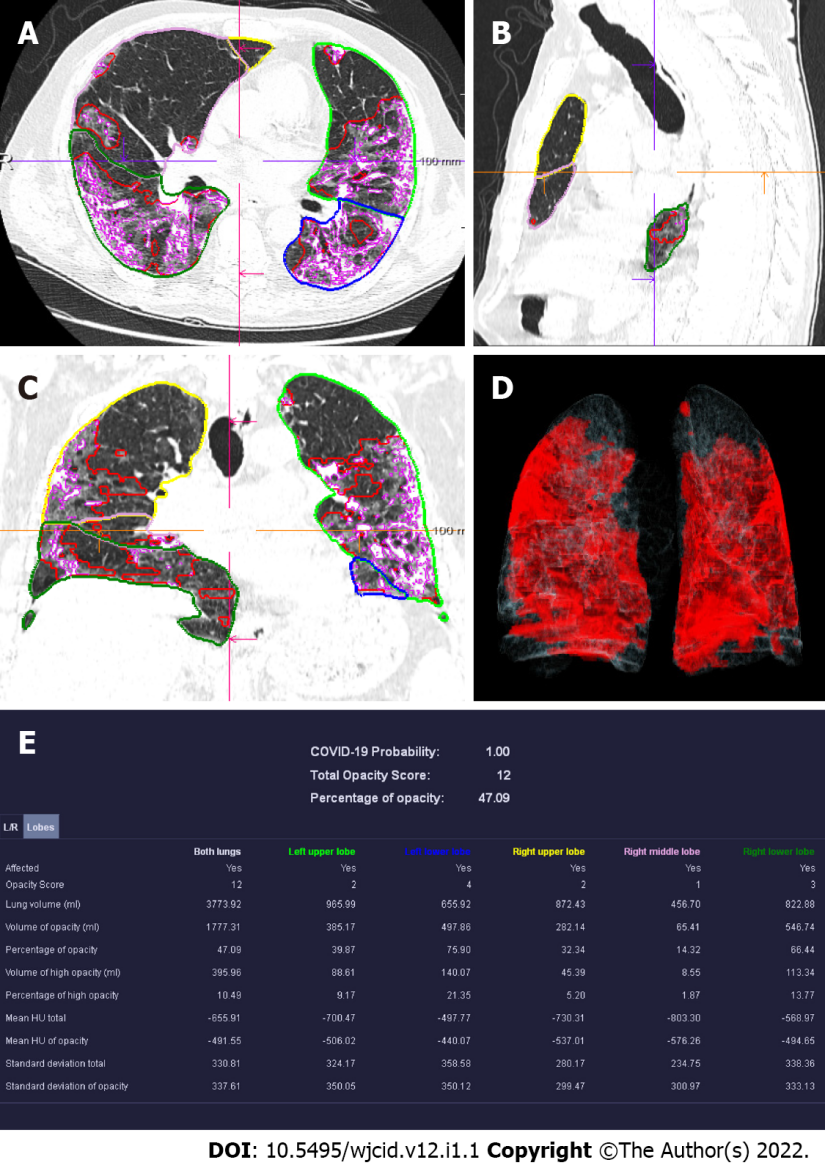 A
B
R
100 mm
C
D
100 m
E
COVID-19 Probability: 1.00
Total Opacity Score: 12
Percentage of opacity: 47.09
L/R Lobes
Both lungs Left upper lobe Left lower lobe Right upper lobe Right middle lobe Right lower lobe
Affected Yes Yes Yes Yes Yes Yes
Opacity Score 12 2 4 2 1 3
Lung volume (ml) 3773.92 965.99 655.92 872.43 456.70 822.88
Volume of opacity (ml) 1777.31 385.17 497.86 282.14 65.41 546.74
Percentage of opacity 47.09 39.87 75.90 32.34 14.32 66.44
Volume of high opacity (ml) 395.96 88.61 140.07 45.39 8.55 113.34
Percentage of high opacity 10.49 9.17 21.35 5.20 1.87 13.77
Mean HU total -655.91 -700.47 -497.77 -730.31 -803.30 -568.97
Mean HU of opacity -491.55 -506.02 -440.07 -537.01 -576.26 -494.65
Standard deviation total 330.81 324.17 358.58 280.17 234.75 338.36
Standard deviation of opacity 337.61 350.05 350.12 299.47 300.97 333.13
DOI: 10.5495/wjcid.v12.i1.1 Copyright ©The Author(s) 2022.